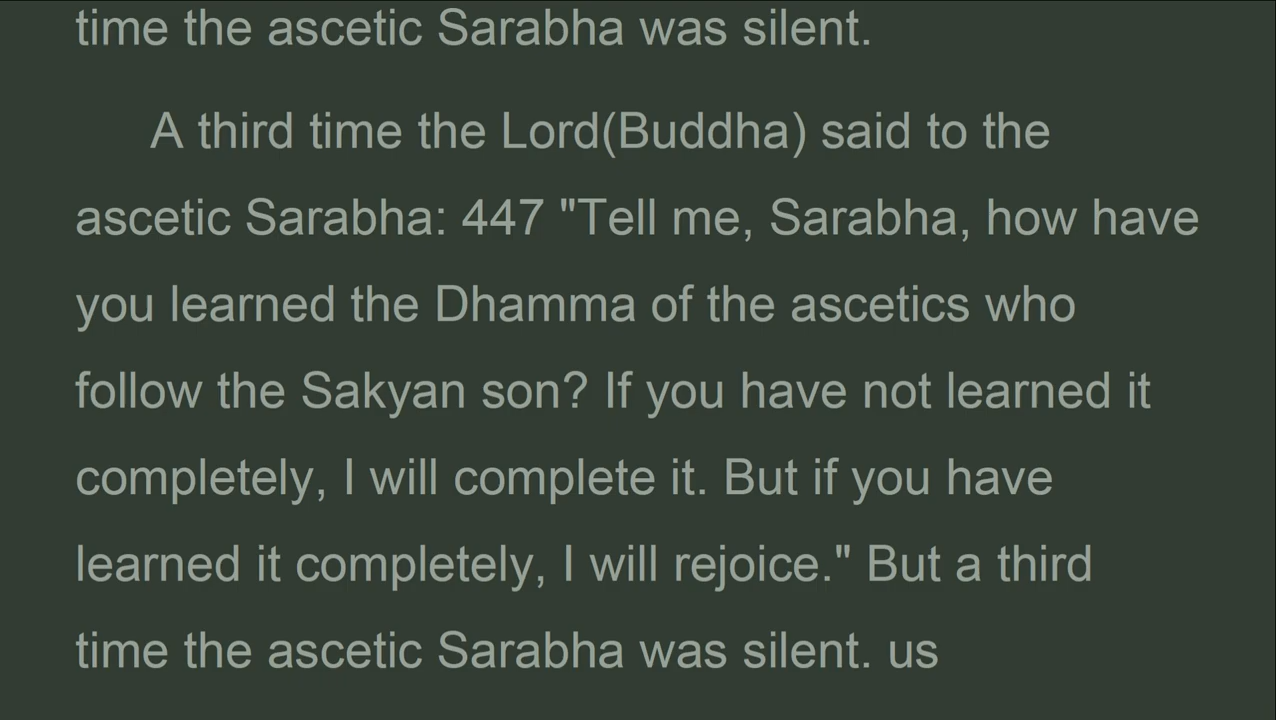 time the ascetic Sarabha was silent.
A third time the Lord(Buddha) said to the
ascetic Sarabha: 447 "Tell me, Sarabha, how have
you learned the Dhamma of the ascetics who
follow the Sakyan son? If you have not learned it
completely, I will complete it. But if you have
learned it completely, I will rejoice." But a third
time the ascetic Sarabha was silent. us